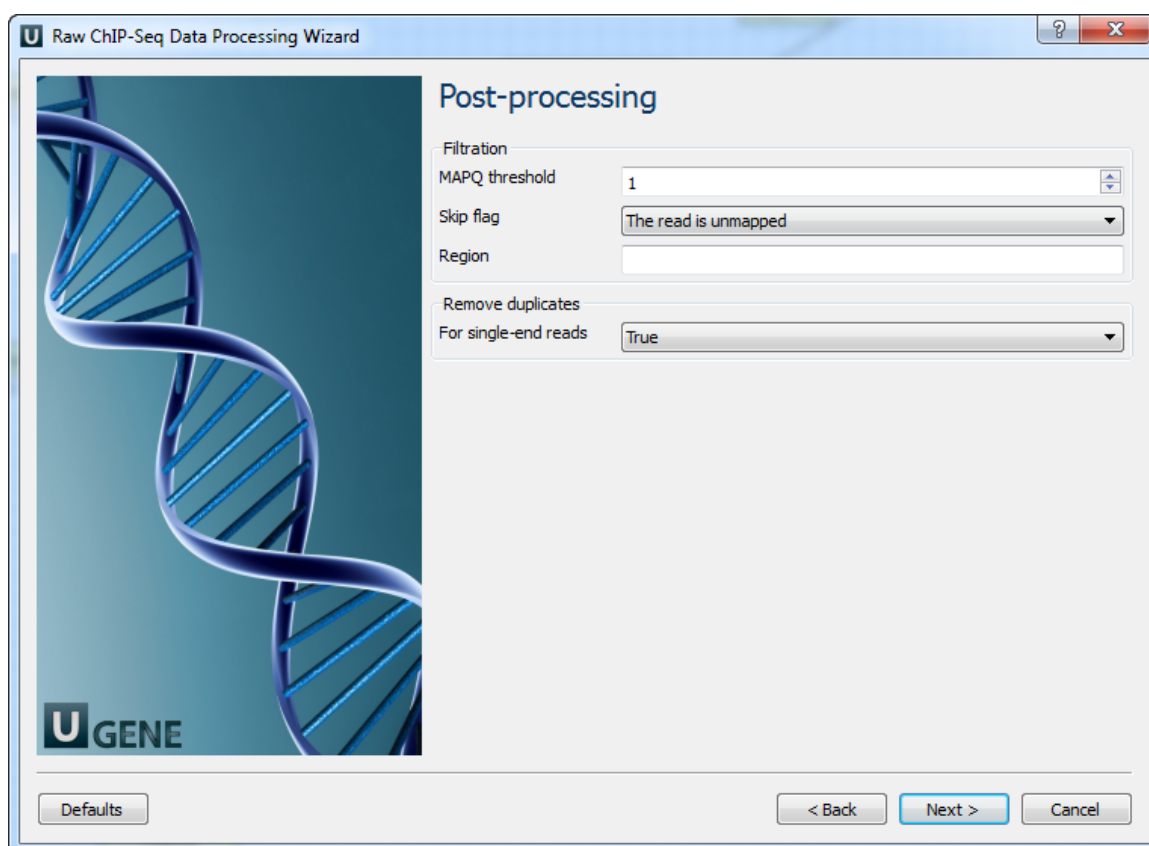 U Raw ChIP-Seq Data Processing Wizard ? X
Post-processing
Filtration
MAPQ threshold 1
Skip flag The read is unmapped
Region
Remove duplicates
For single-end reads True
U GENE
Defaults < Back Next > Cancel